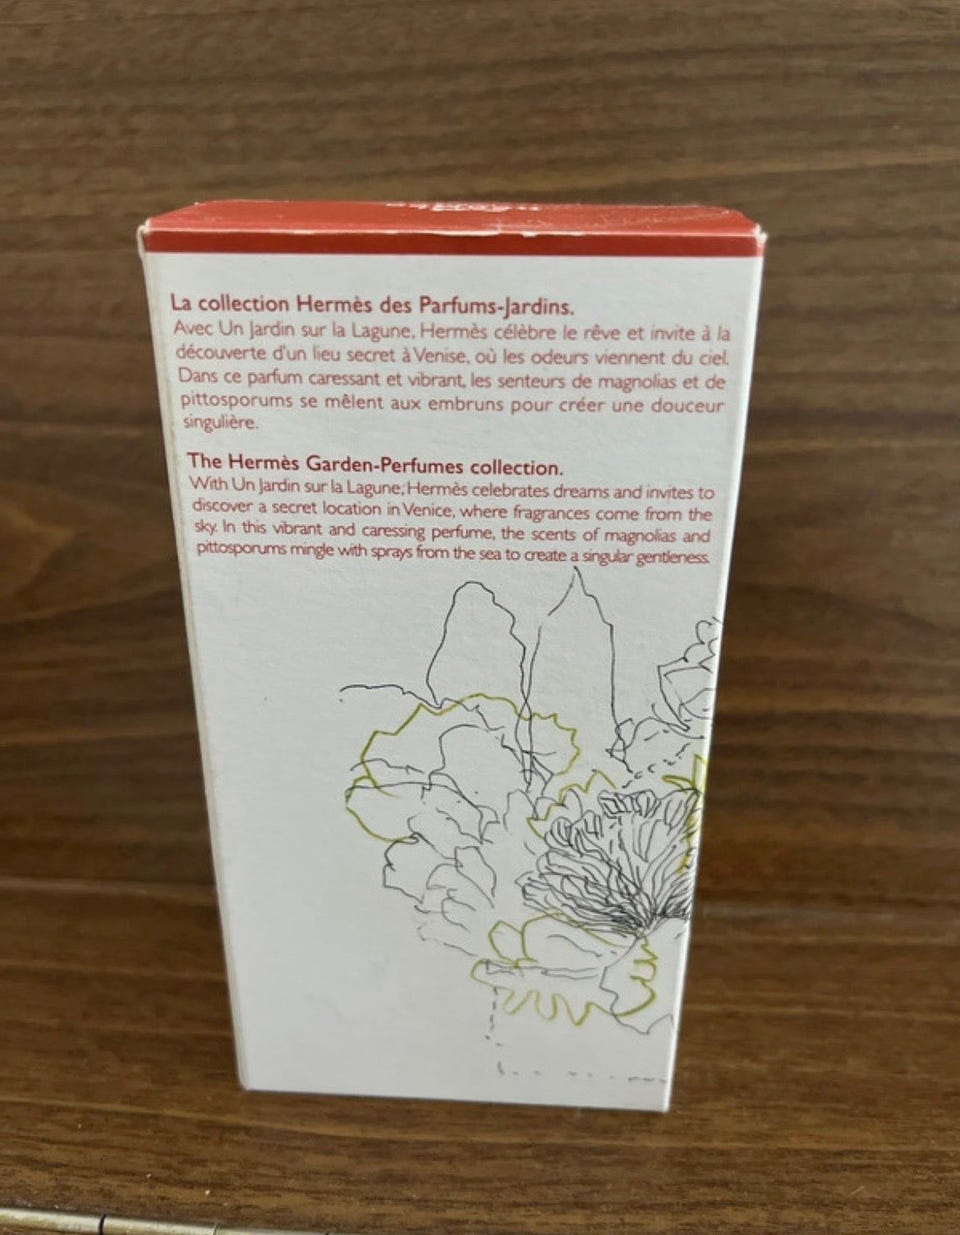 La collection Hermès des Parfums-Jardins.
Avec Un Jardin sur la Lagune, Hermès célèbre le rêve et invite à la
découverte d'un lieu secret à Venise, où les odeurs viennent du ciel.
Dans ce parfum caressant et vibrant, les senteurs de magnolias et de
pittosporums se mêlent aux embruns pour créer une douceur
singulière.
The Hermès Garden-Perfumes collection.
With Un Jardin sur la Lagune, Hermès celebrates dreams and invites to
discover a secret location in Venice, where fragrances come from the
sky. In this vibrant and caressing perfume, the scents of magnolias and
pittosporums mingle with sprays from the sea to create a singular gentleness.